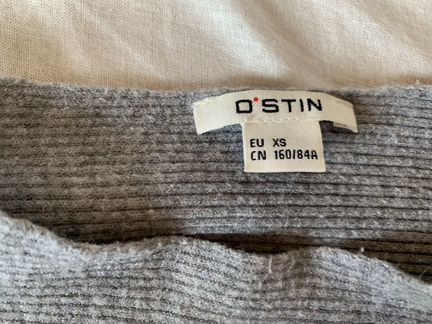 O'STIN
EU XS
CN 160/84A